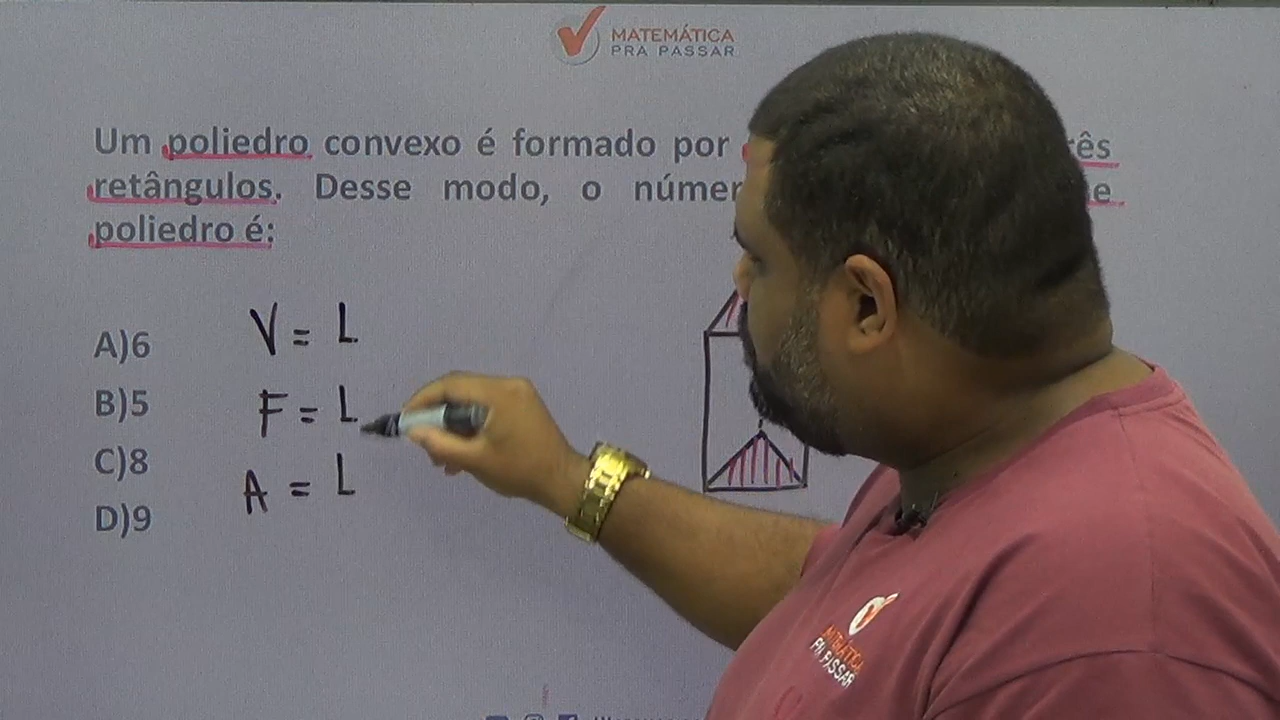 MATEMÁTICA
PRA PASSAR
Um poliedro convexo é formado por
retângulos. Desse modo, o núme
poliedro é:
A)6
B)5
C)8
D)9
V = L
F = L
A = L
MATEMÁTICA
PRA PASSAR